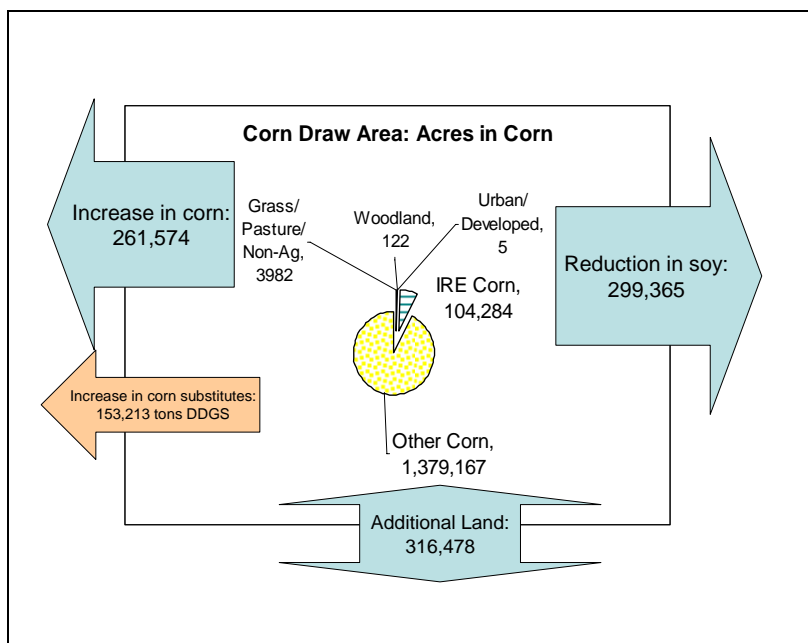 Corn Draw Area: Acres in Corn
Increase in corn:
261,574
Grass/
Pasture/
Non-Ag,
3982
Woodland,
122
Urban/
Developed,
5
IRE Corn,
104,284
Reduction in soy:
299,365
Increase in corn substitutes:
153,213 tons DDGS
Other Corn,
1,379,167
Additional Land:
316,478